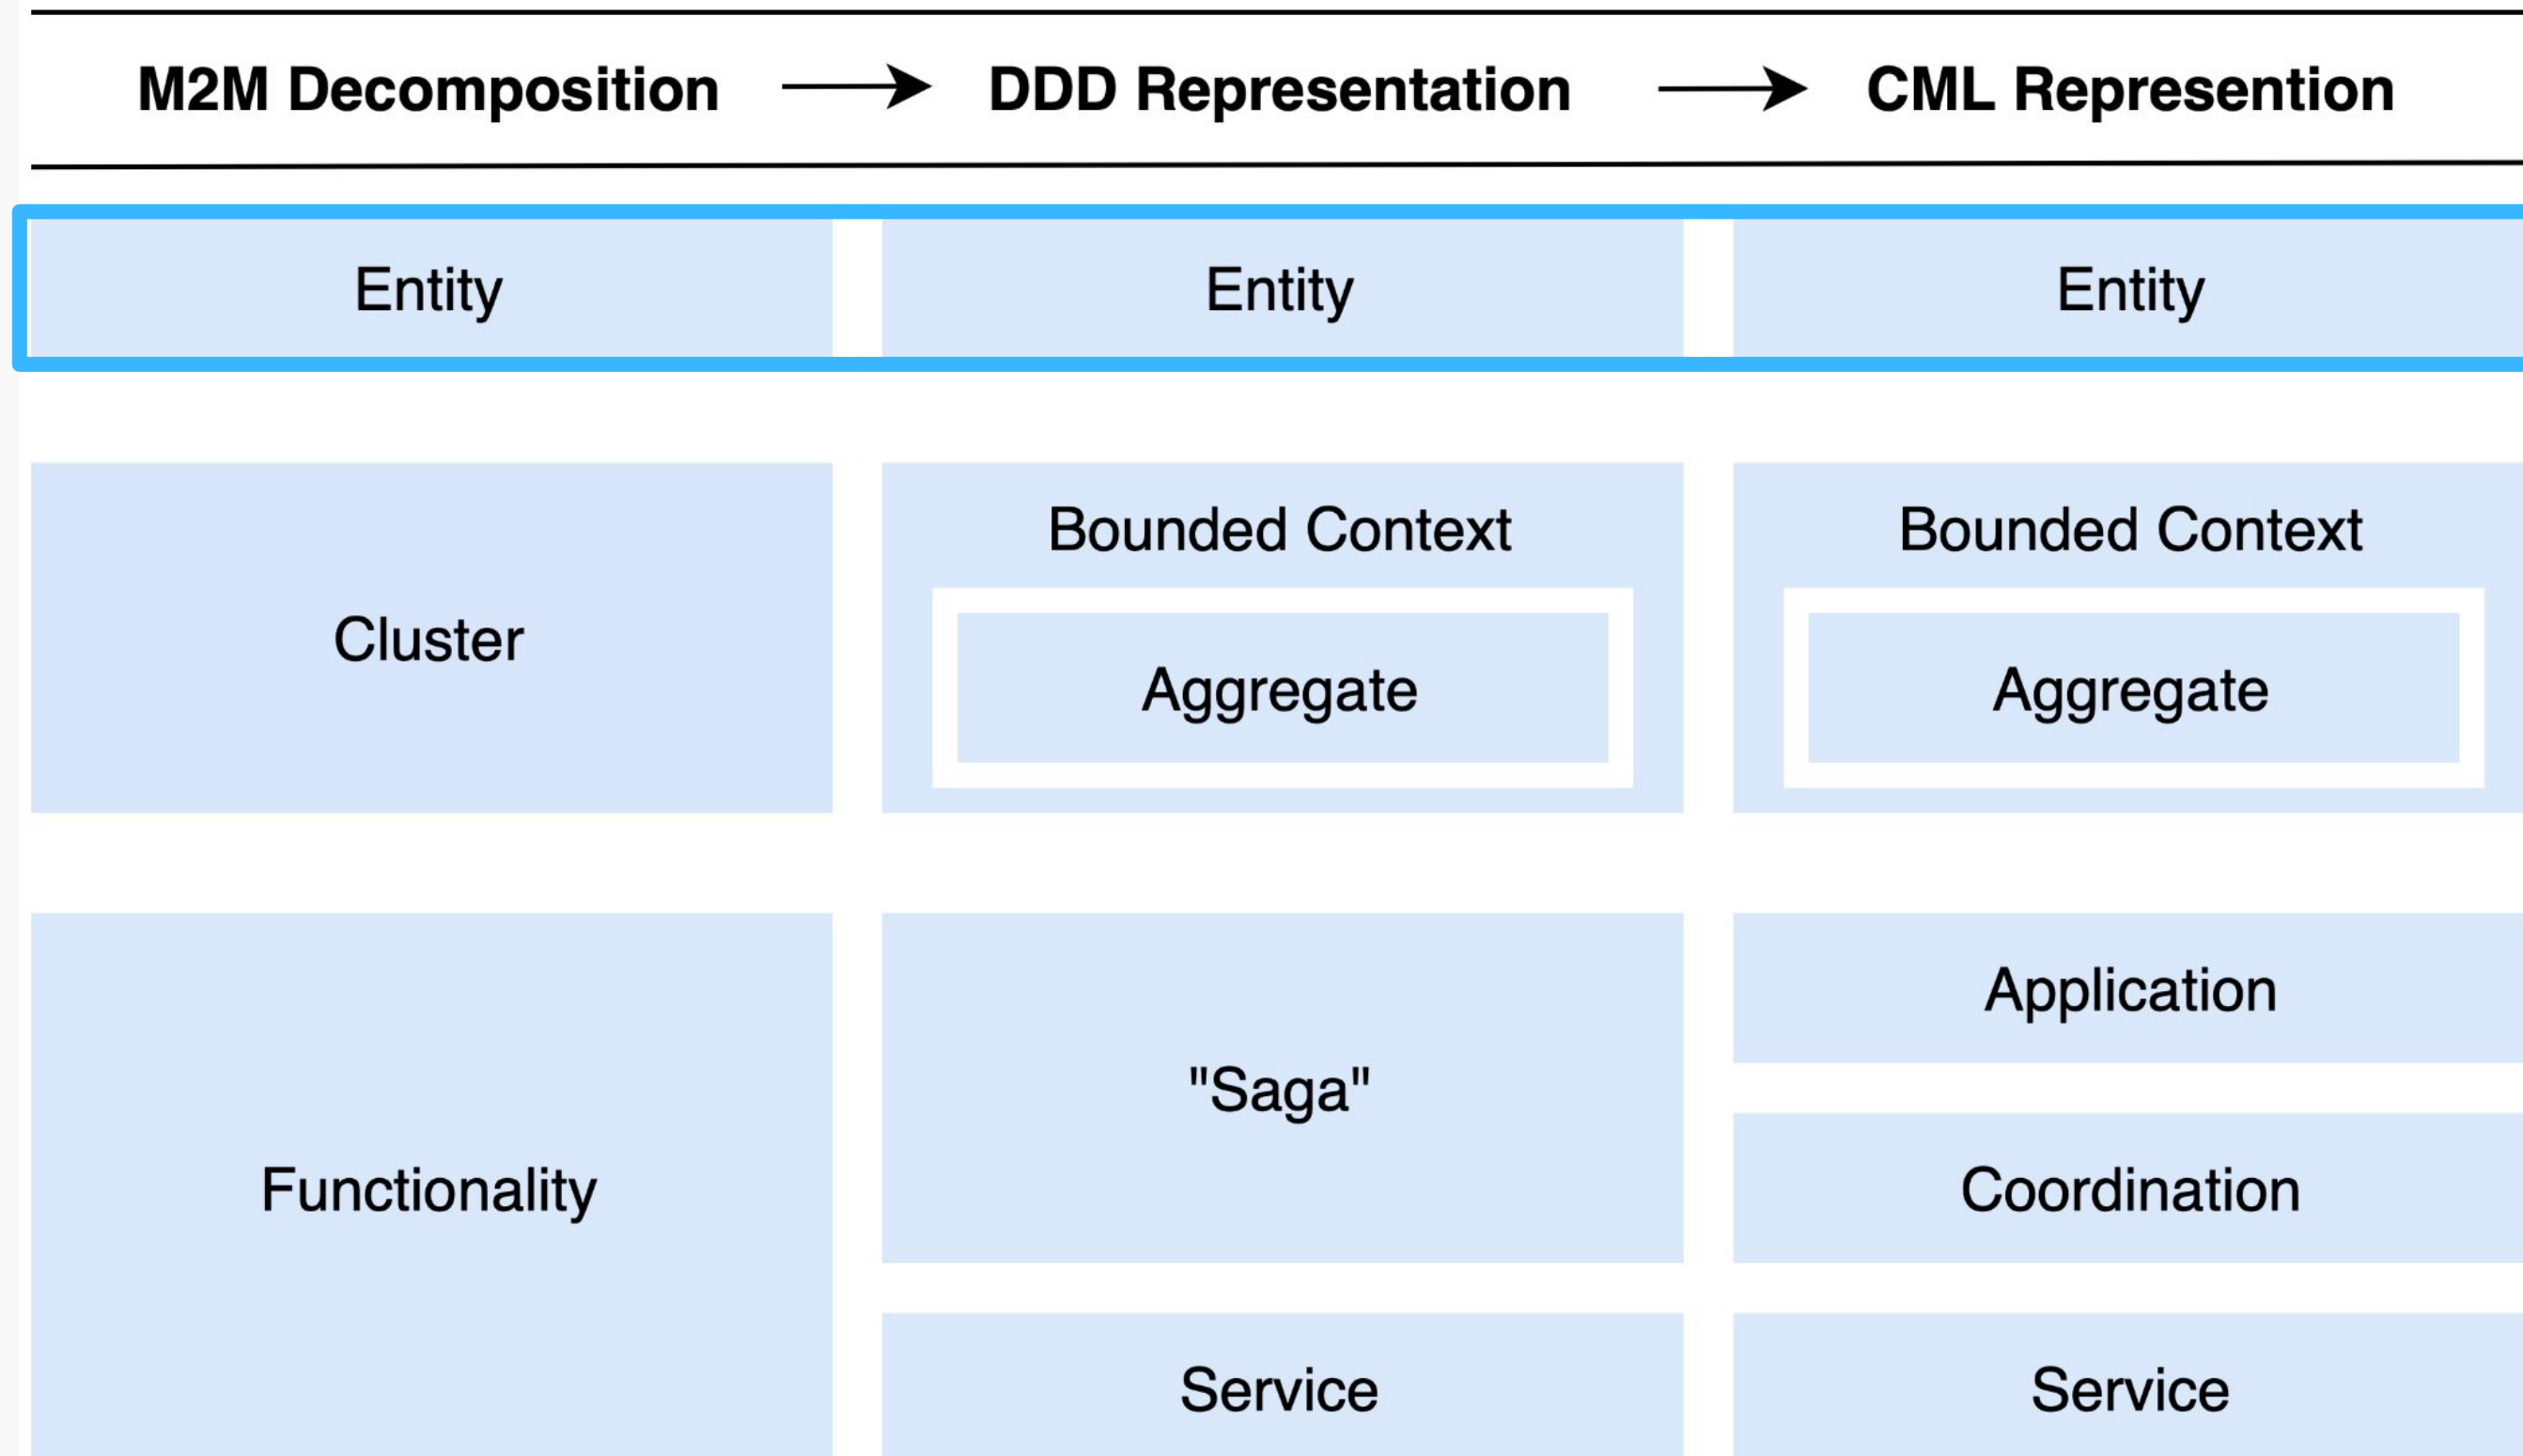 M2M Decomposition → DDD Representation → CML Represention
Entity Entity Entity
Cluster
Bounded Context
Aggregate
Bounded Context
Aggregate
Functionality
"Saga"
Service
Application
Coordination
Service